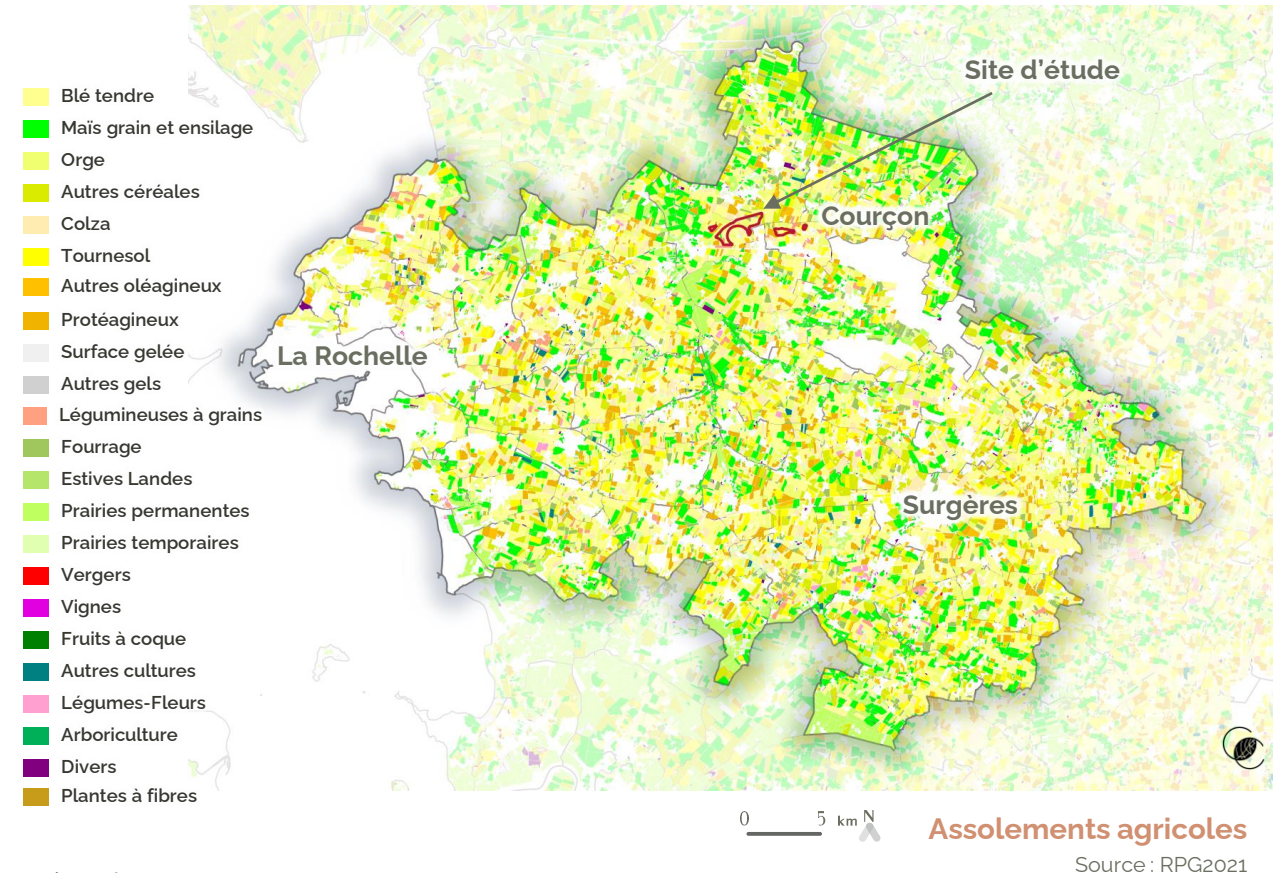 Blé tendre
Maïs grain et ensilage
Orge
Autres céréales
Colza
Tournesol
Autres oléagineux
Protéagineux
Surface gelée
Autres gels
Légumineuses à grains
Fourrage
Estives Landes
Prairies permanentes
Prairies temporaires
Vergers
Vignes
Fruits à coque
Autres cultures
Légumes-Fleurs
Arboriculture
Divers
Plantes à fibres
Site d'étude
Courçon
La Rochelle
Surgères
0 5 km N
Assolements agricoles
Source : RPG2021